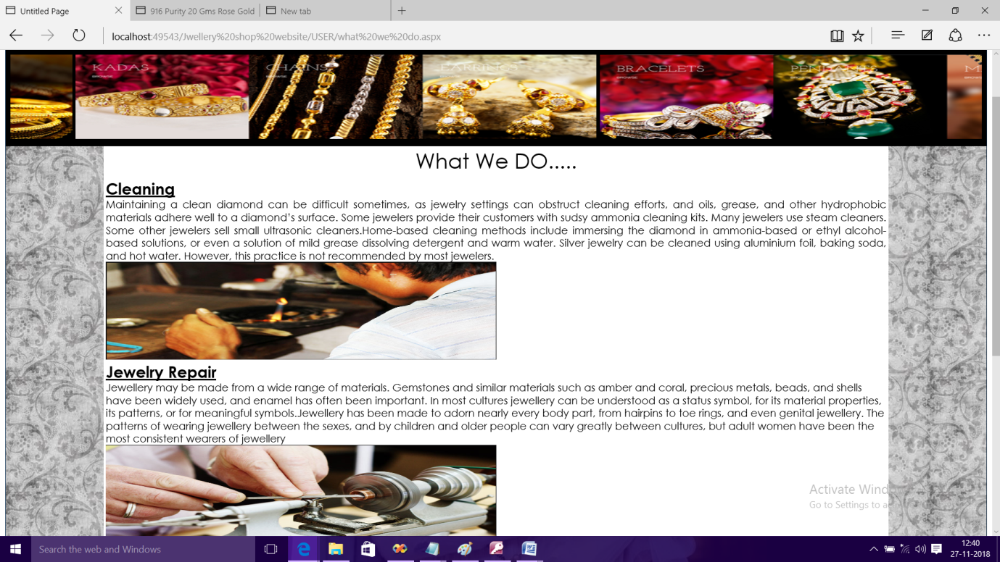 Untitled Page
916 Purity 20 Gms Rose Gold
New tab
localhost:49543/Jwellery%20shop%20website/USER/what%20we%20do.aspx
KADAS
CHAINS
EARRINGS
BRACELETS
PENDANTS
M
What We DO.....
Cleaning
Maintaining a clean diamond can be difficult sometimes, as jewelry settings can obstruct cleaning efforts, and oils, grease, and other hydrophobic
materials adhere well to a diamond's surface. Some jewelers provide their customers with sudsy ammonia cleaning kits. Many jewelers use steam cleaners.
Some other jewelers sell small ultrasonic cleaners.Home-based cleaning methods include immersing the diamond in ammonia-based or ethyl alcohol-
based solutions, or even a solution of mild grease dissolving detergent and warm water. Silver jewelry can be cleaned using aluminium foil, baking soda,
and hot water. However, this practice is not recommended by most jewelers.
Jewelry Repair
Jewellery may be made from a wide range of materials. Gemstones and similar materials such as amber and coral, precious metals, beads, and shells
have been widely used, and enamel has often been important. In most cultures jewellery can be understood as a status symbol, for its material properties,
its patterns, or for meaningful symbols.Jewellery has been made to adorn nearly every body part, from hairpins to toe rings, and even genital jewellery. The
patterns of wearing jewellery between the sexes, and by children and older people can vary greatly between cultures, but adult women have been the
most consistent wearers of jewellery
Activate Wind
Go to Settings to a
Search the web and Windows
12:40
27-11-2018